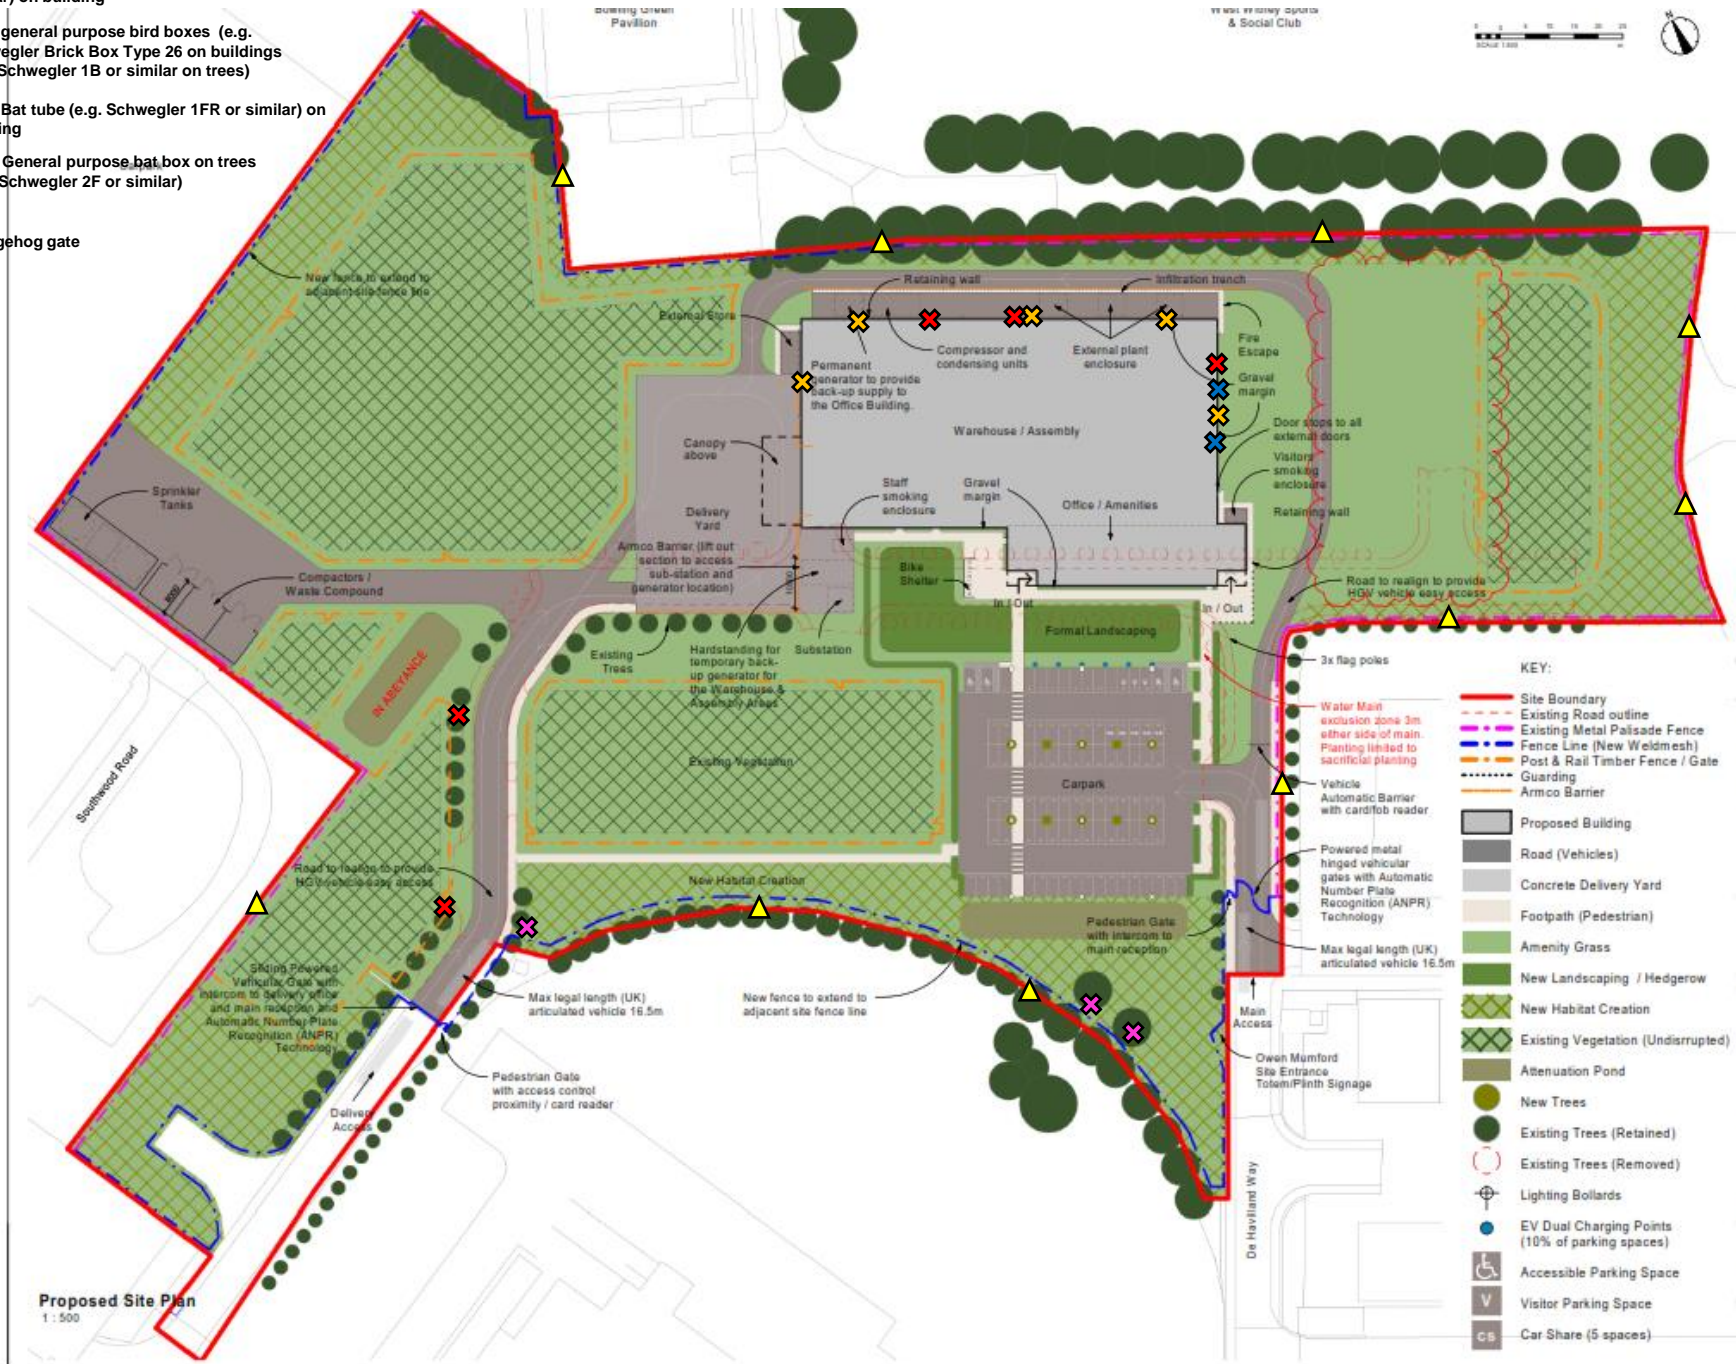 on building
general purpose bird boxes (e.g.
Brick Box Type 26 on buildings
Schwegler 1B or similar on trees)
Bat tube (e.g. Schwegler 1FR or similar) on
General purpose bat box on trees
Schwegler 2F or similar)
gate
Bowling Green
Pavilion
West Witney Sports
& Social Club
SCALE 1:500
N
New fence to extend to
adjacent site fence line
Retaining wall
Infiltration trench
External Store
Compressor and
condensing units
External plant
enclosure
Fire
Escape
Permanent
generator to provide
back-up supply to
the Office Building.
Gravel
margin
Warehouse / Assembly
Door stops to all
external doors
Canopy
above
Visitors
smoking
enclosure
Staff
smoking
enclosure
Gravel
margin
Office / Amenities
Retaining wall
Sprinkler
Tanks
Delivery
Yard
Armco Barrier (lift out
section to access
sub-station and
generator location)
Compactors /
Waste Compound
Bike
Shelter
In / Out
In / Out
Road to realign to provide
HGV vehicle easy access
Formal Landscaping
Existing
Trees
Hardstanding for
temporary back-
up generator for
the Warehouse &
Assembly Areas
Substation
3x flag poles
IN ABEYANCE
Water Main
exclusion zone 3m
either side of main.
Planting limited to
sacrificial planting
Existing Vegetation
Carpark
Vehicle
Automatic Barrier
with card/fob reader
Southwood Road
Road to realign to provide
HGV vehicle easy access
New Habitat Creation
Powered metal
hinged vehicular
gates with Automatic
Number Plate
Recognition (ANPR)
Technology
Pedestrian Gate
with intercom to
main reception
Max legal length (UK)
articulated vehicle 16.5m
Sliding Powered
Vehicular Gate with
intercom to delivery office
and main reception and
Automatic Number Plate
Recognition (ANPR)
Technology
Max legal length (UK)
articulated vehicle 16.5m
New fence to extend to
adjacent site fence line
Main
Access
Owen Mumford
Site Entrance
Totem/Plinth Signage
Pedestrian Gate
with access control
proximity / card reader
Delivery
Access
De Havilland Way
KEY:
Site Boundary
Existing Road outline
Existing Metal Palisade Fence
Fence Line (New Weldmesh)
Post & Rail Timber Fence / Gate
Guarding
Armco Barrier
Proposed Building
Road (Vehicles)
Concrete Delivery Yard
Footpath (Pedestrian)
Amenity Grass
New Landscaping / Hedgerow
New Habitat Creation
Existing Vegetation (Undisrrupted)
Attenuation Pond
New Trees
Existing Trees (Retained)
Existing Trees (Removed)
Lighting Bollards
EV Dual Charging Points
(10% of parking spaces)
Accessible Parking Space
V
Visitor Parking Space
CS
Car Share (5 spaces)
Proposed Site Plan
1 : 500